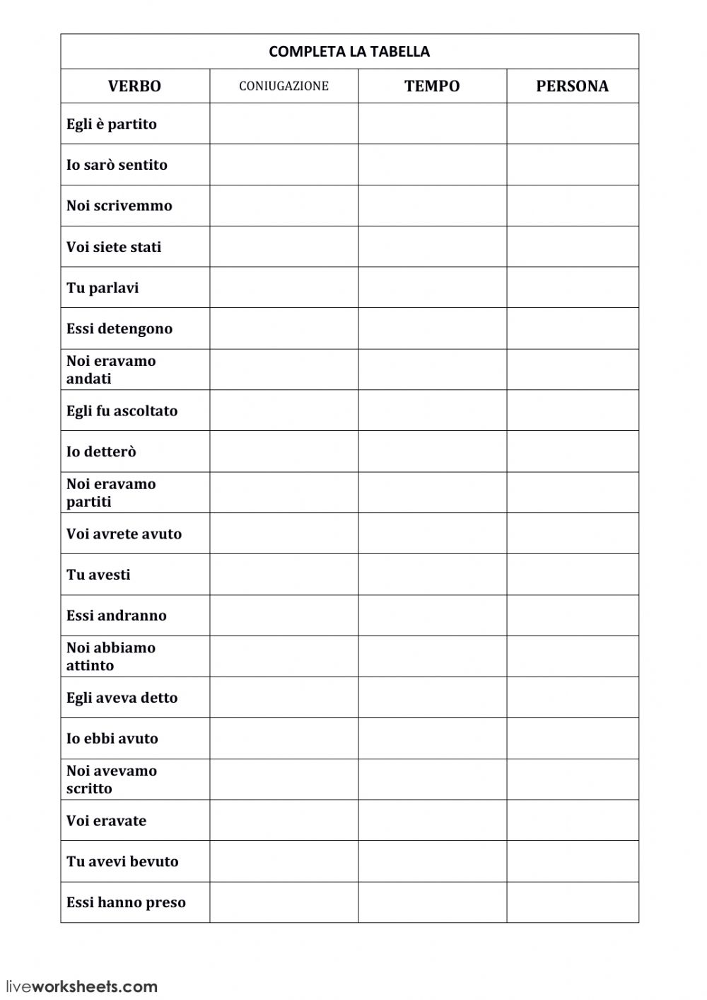 COMPLETA LA TABELLA
VERBO CONIUGAZIONE TEMPO PERSONA
Egli è partito
Io sarò sentito
Noi scrivemmo
Voi siete stati
Tu parlavi
Essi detengono
Noi eravamo
andati
Egli fu ascoltato
Io detterò
Noi eravamo
partiti
Voi avrete avuto
Tu avesti
Essi andranno
Noi abbiamo
attinto
Egli aveva detto
Io ebbi avuto
Noi avevamo
scritto
Voi eravate
Tu avevi bevuto
Essi hanno preso
liveworksheets.com